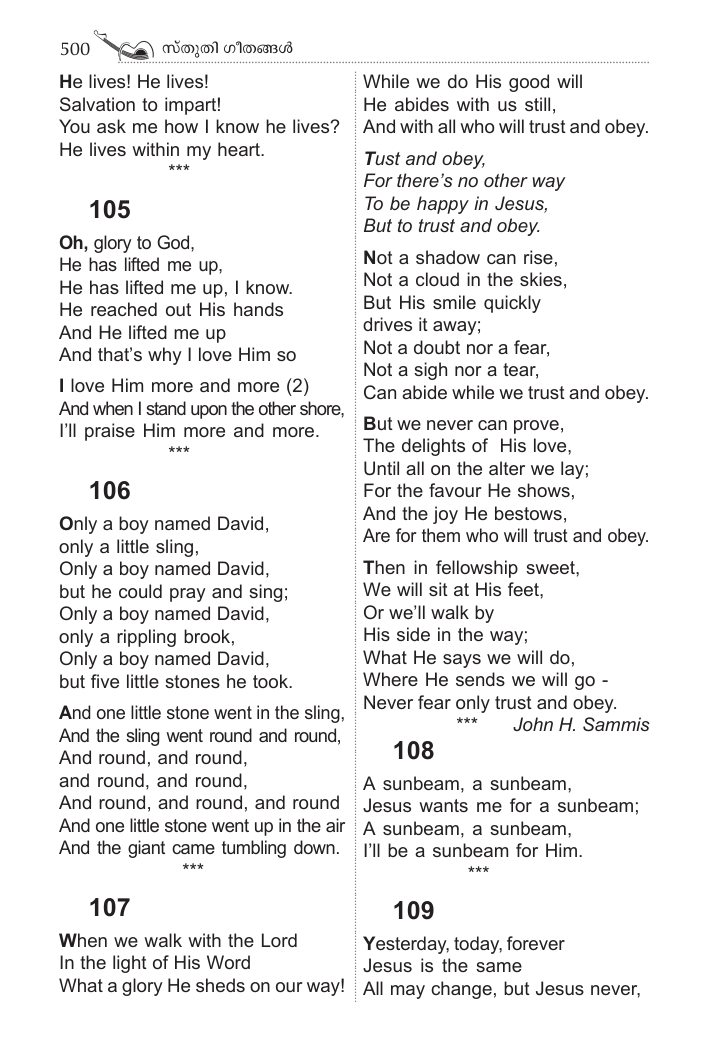 500 സ്തുതി ഗീതങ്ങൾ
He lives! He lives!
Salvation to impart!
You ask me how I know he lives?
He lives within my heart.
***
105
Oh, glory to God,
He has lifted me up,
He has lifted me up, I know.
He reached out His hands
And He lifted me up
And that's why I love Him so
I love Him more and more (2)
And when I stand upon the other shore,
I'll praise Him more and more.
***
106
Only a boy named David,
only a little sling,
Only a boy named David,
but he could pray and sing;
Only a boy named David,
only a rippling brook,
Only a boy named David,
but five little stones he took.
And one little stone went in the sling,
And the sling went round and round,
And round, and round,
and round, and round,
And round, and round, and round
And one little stone went up in the air
And the giant came tumbling down.
***
107
When we walk with the Lord
In the light of His Word
What a glory He sheds on our way!
While we do His good will
He abides with us still,
And with all who will trust and obey.
Tust and obey,
For there's no other way
To be happy in Jesus,
But to trust and obey.
Not a shadow can rise,
Not a cloud in the skies,
But His smile quickly
drives it away;
Not a doubt nor a fear,
Not a sigh nor a tear,
Can abide while we trust and obey.
But we never can prove,
The delights of His love,
Until all on the alter we lay;
For the favour He shows,
And the joy He bestows,
Are for them who will trust and obey.
Then in fellowship sweet,
We will sit at His feet,
Or we'll walk by
His side in the way;
What He says we will do,
Where He sends we will go -
Never fear only trust and obey.
*** John H. Sammis
108
A sunbeam, a sunbeam,
Jesus wants me for a sunbeam;
A sunbeam, a sunbeam,
I'll be a sunbeam for Him.
***
109
Yesterday, today, forever
Jesus is the same
All may change, but Jesus never,